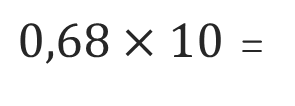 0,68 × 10 =